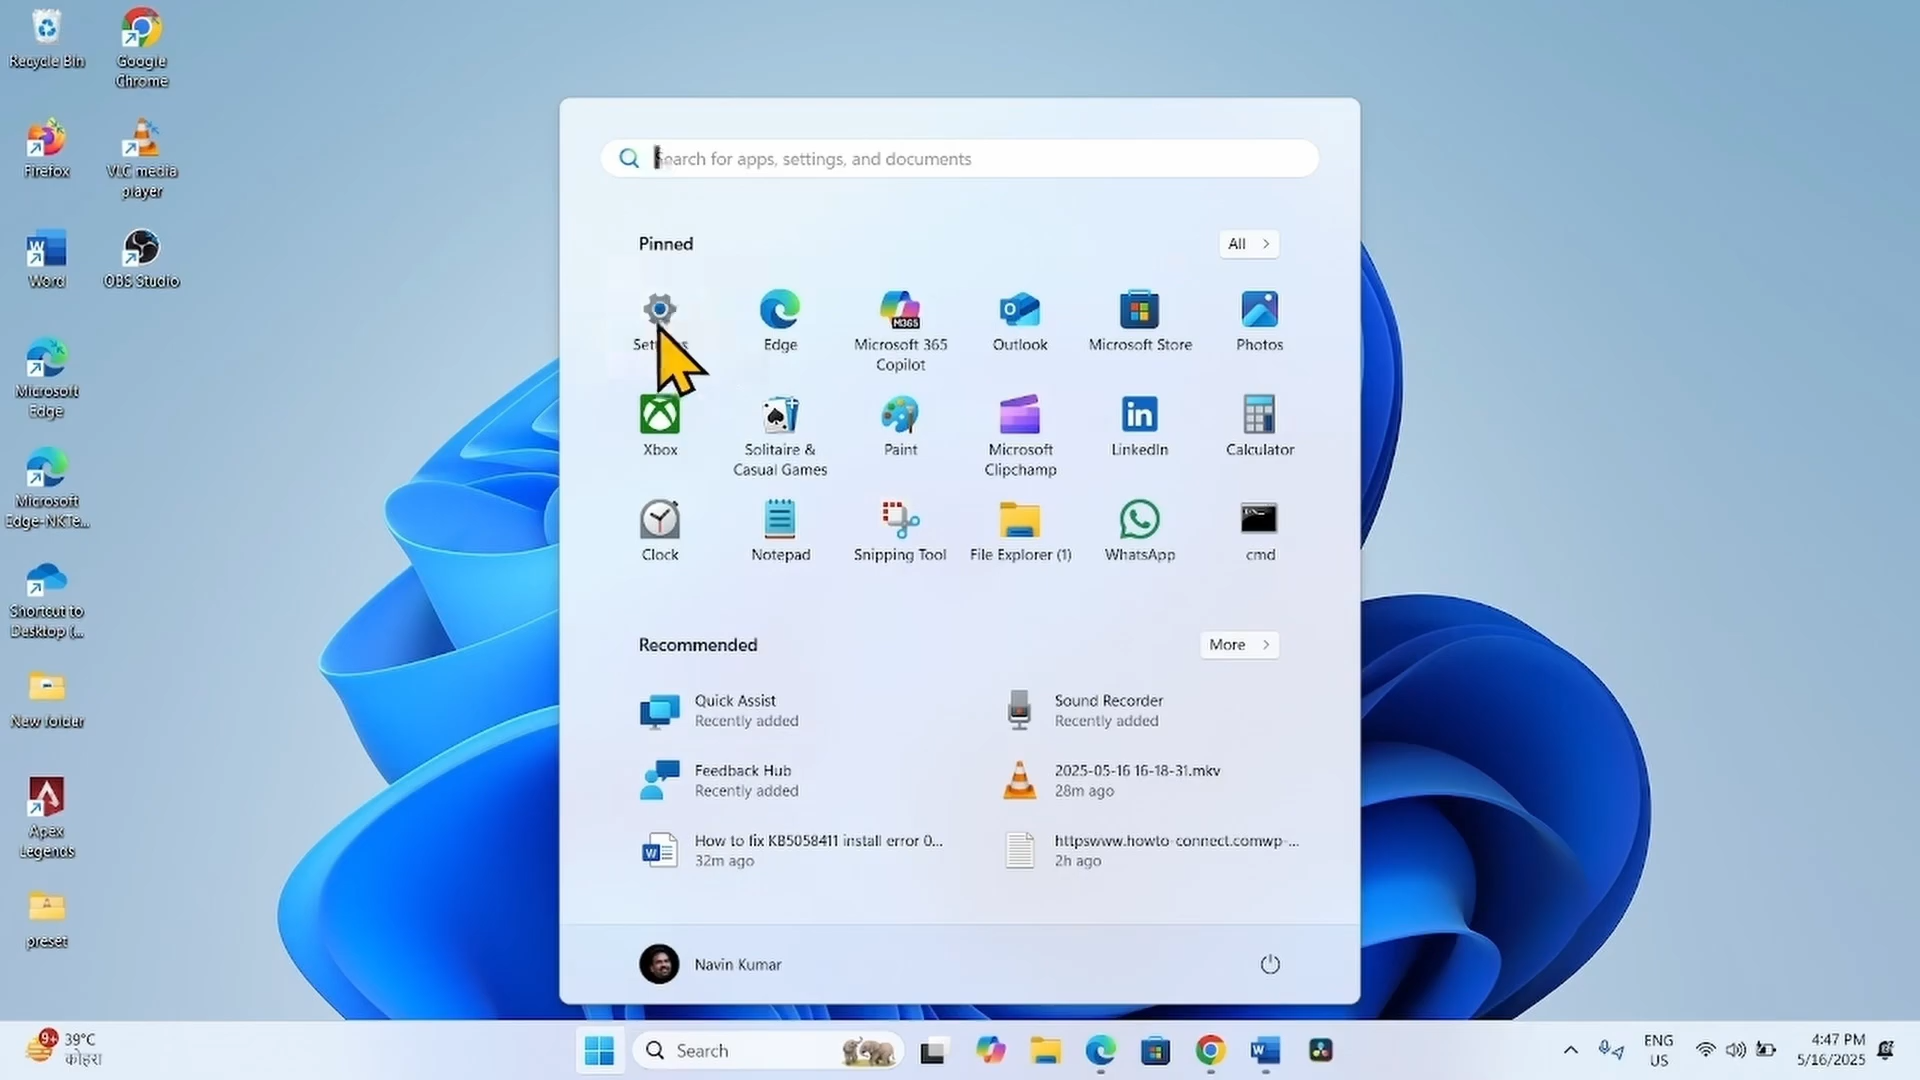 Recycle Bin
Google
Chrome
Firefox
VLC media
player
Word
OBS Studio
Microsoft
Edge
Microsoft
Edge-NKTe...
Shortcut to
Desktop (...
New folder
Apex
Legends
preset
Search for apps, settings, and documents
Pinned
All
Settings
Edge
M365
Microsoft 365
Copilot
Outlook
Microsoft Store
Photos
Xbox
Solitaire &
Casual Games
Paint
Microsoft
Clipchamp
LinkedIn
Calculator
Clock
Notepad
Snipping Tool
File Explorer (1)
WhatsApp
cmd
Recommended
More
Quick Assist
Recently added
Sound Recorder
Recently added
Feedback Hub
Recently added
2025-05-16 16-18-31.mkv
28m ago
How to fix KB5058411 install error 0...
32m ago
httpswww.howto-connect.comwp-...
2h ago
Navin Kumar
9+
39°C
कोहरा
Search
ENG
US
4:47 PM
5/16/2025